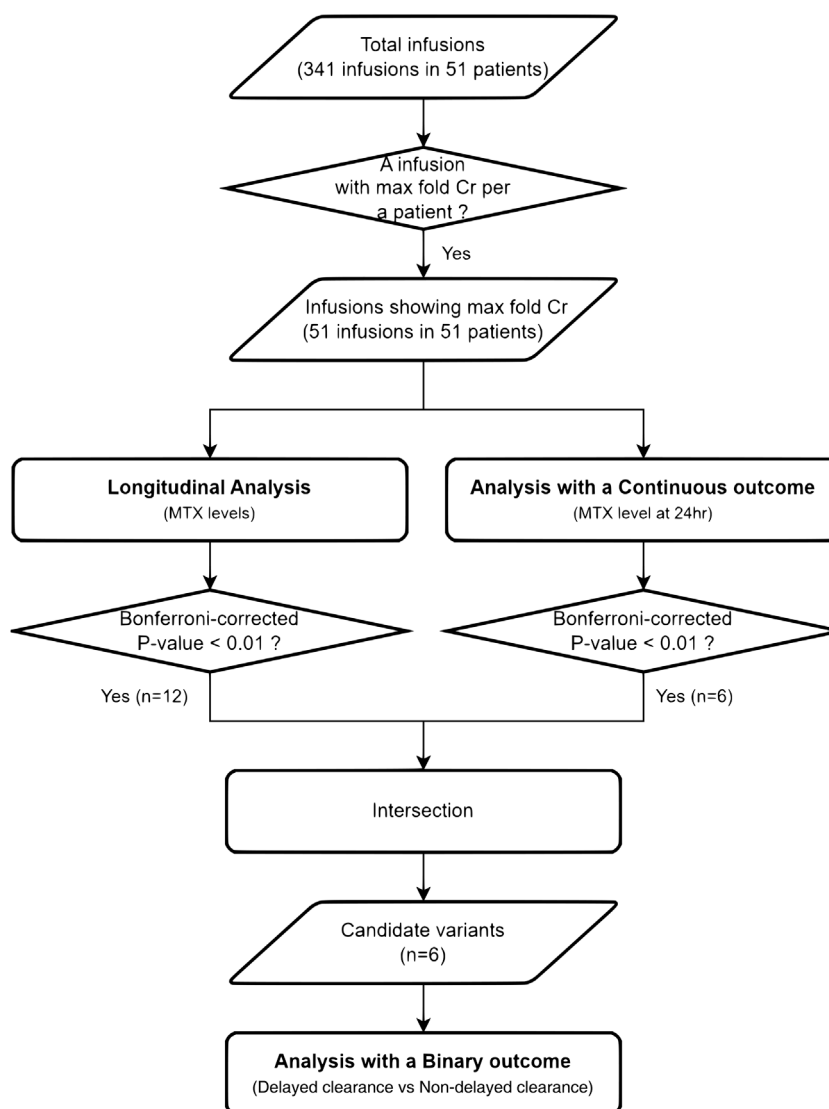 Total infusions
(341 infusions in 51 patients)
A infusion
with max fold Cr per
a patient ?
Yes
Infusions showing max fold Cr
(51 infusions in 51 patients)
Longitudinal Analysis
(MTX levels)
Analysis with a Continuous outcome
(MTX level at 24hr)
Bonferroni-corrected
P-value < 0.01 ?
Bonferroni-corrected
P-value < 0.01 ?
Yes (n=12)
Yes (n=6)
Intersection
Candidate variants
(n=6)
Analysis with a Binary outcome
(Delayed clearance vs Non-delayed clearance)